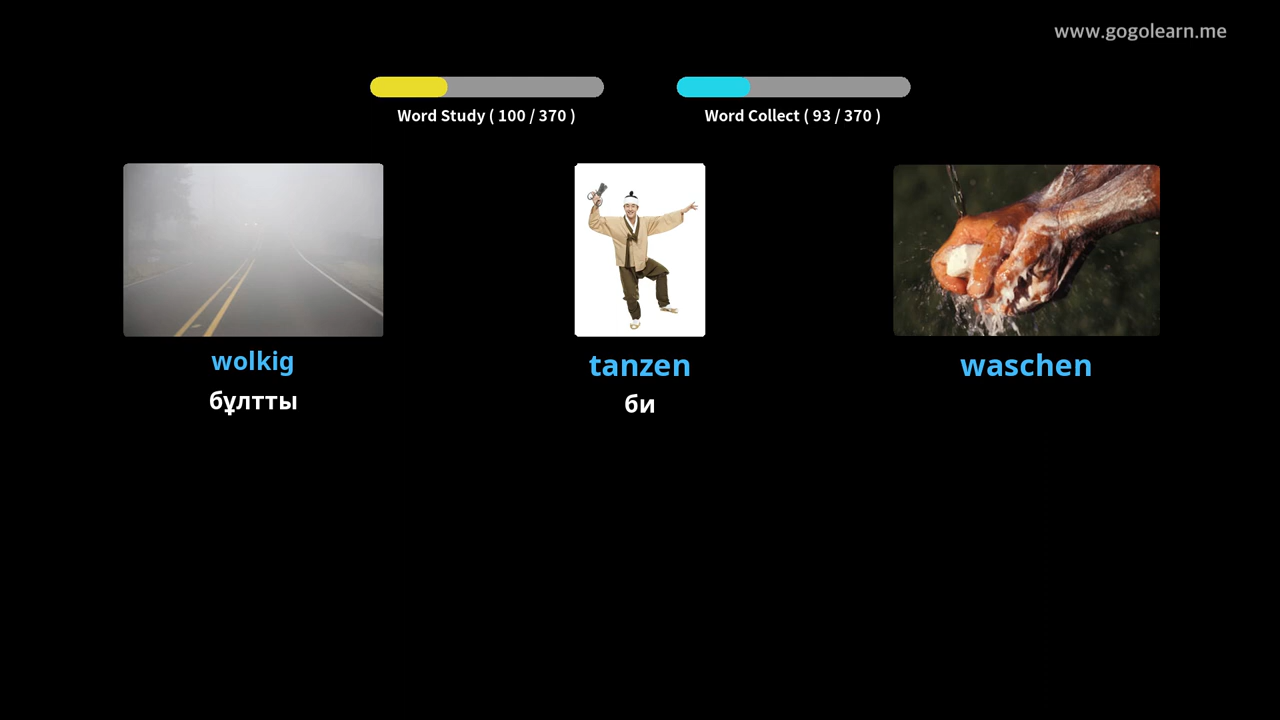 www.gogolearn.me
Word Study ( 100 / 370 )
Word Collect ( 93 / 370 )
wolkig
бұлтты
tanzen
би
waschen